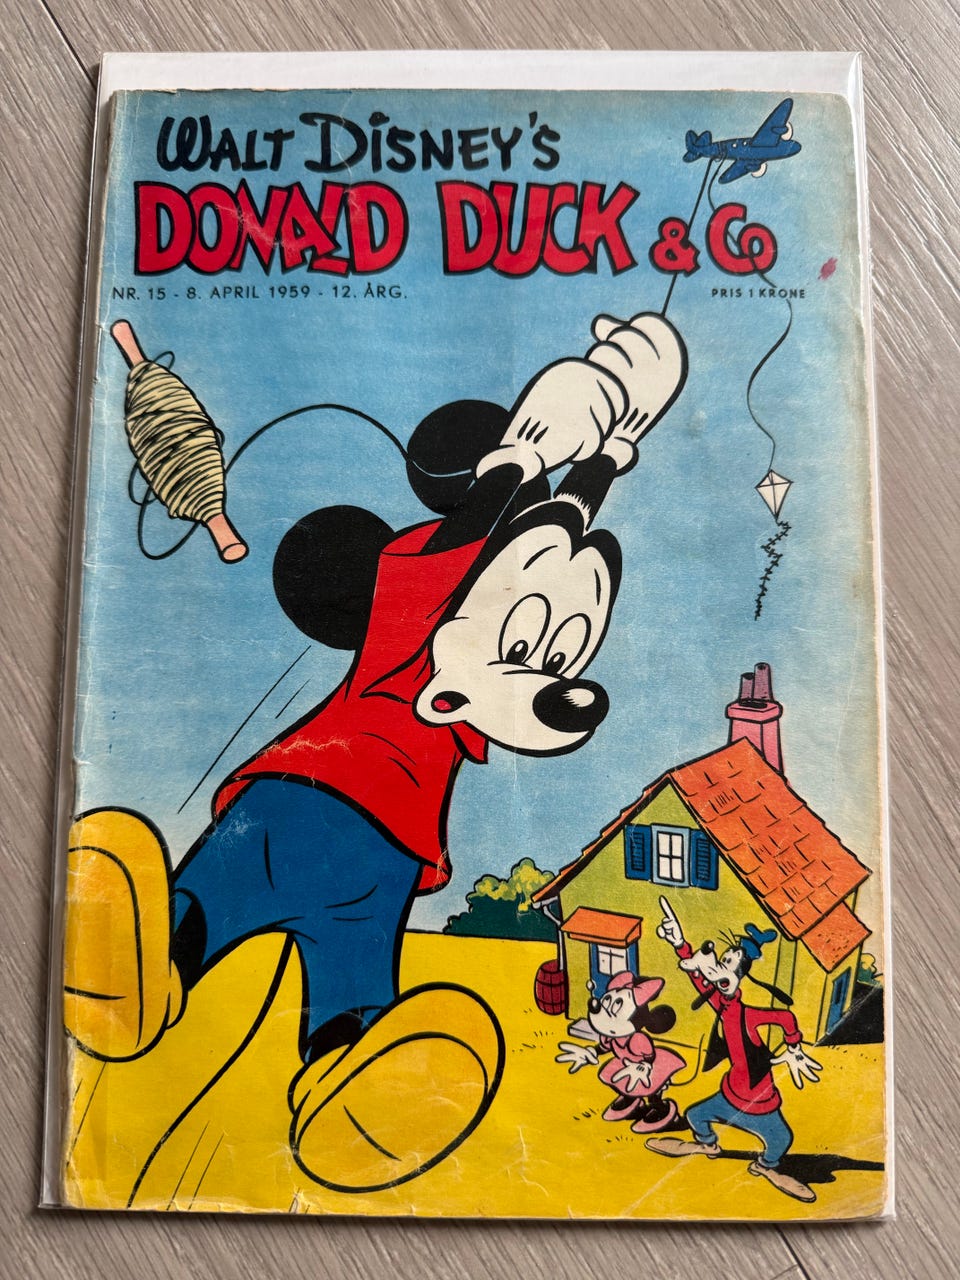 WALT DISNEY'S
DONALD DUCK & CO
NR. 15 - 8. APRIL 1959 - 12. ÅRG.
PRIS 1 KRONE